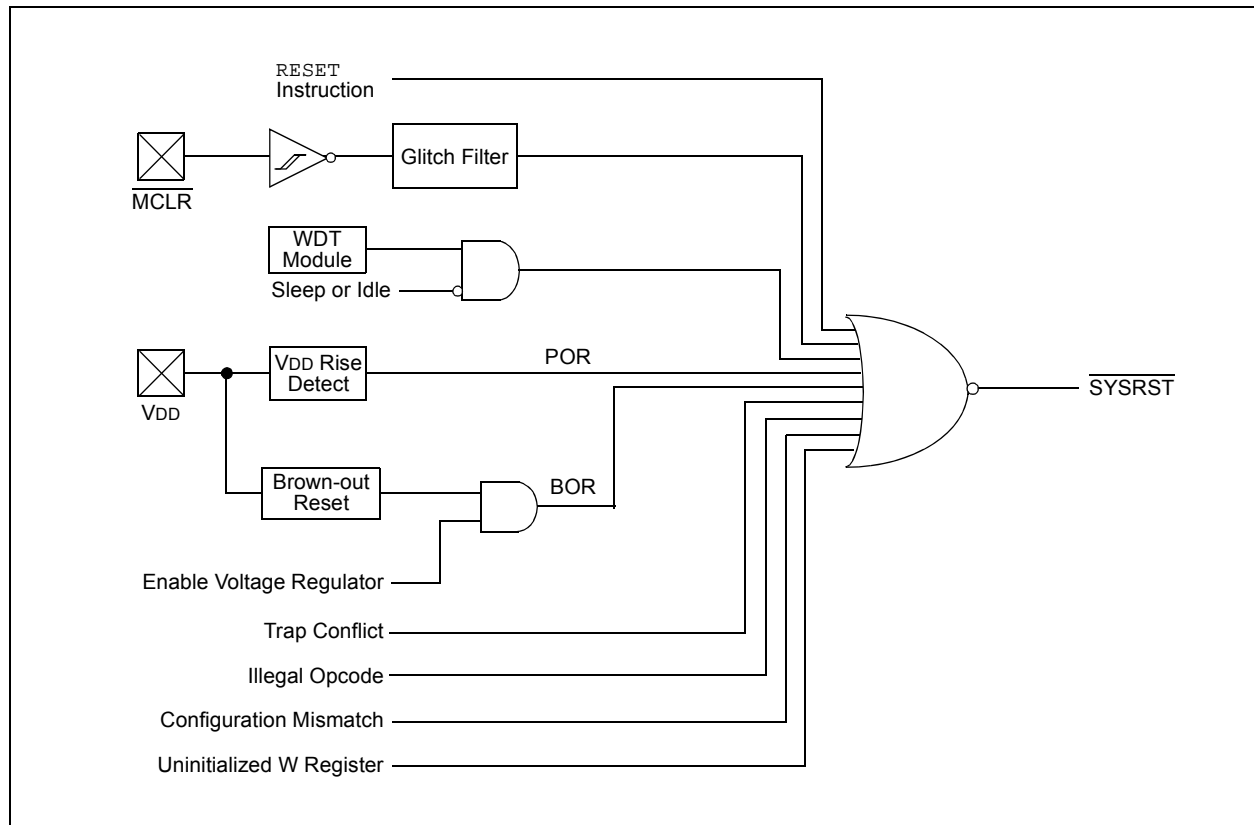 RESET
Instruction
MCLR
Glitch Filter
WDT
Module
Sleep or Idle
VDD
VDD Rise
Detect
POR
SYSRST
Brown-out
Reset
BOR
Enable Voltage Regulator
Trap Conflict
Illegal Opcode
Configuration Mismatch
Uninitialized W Register